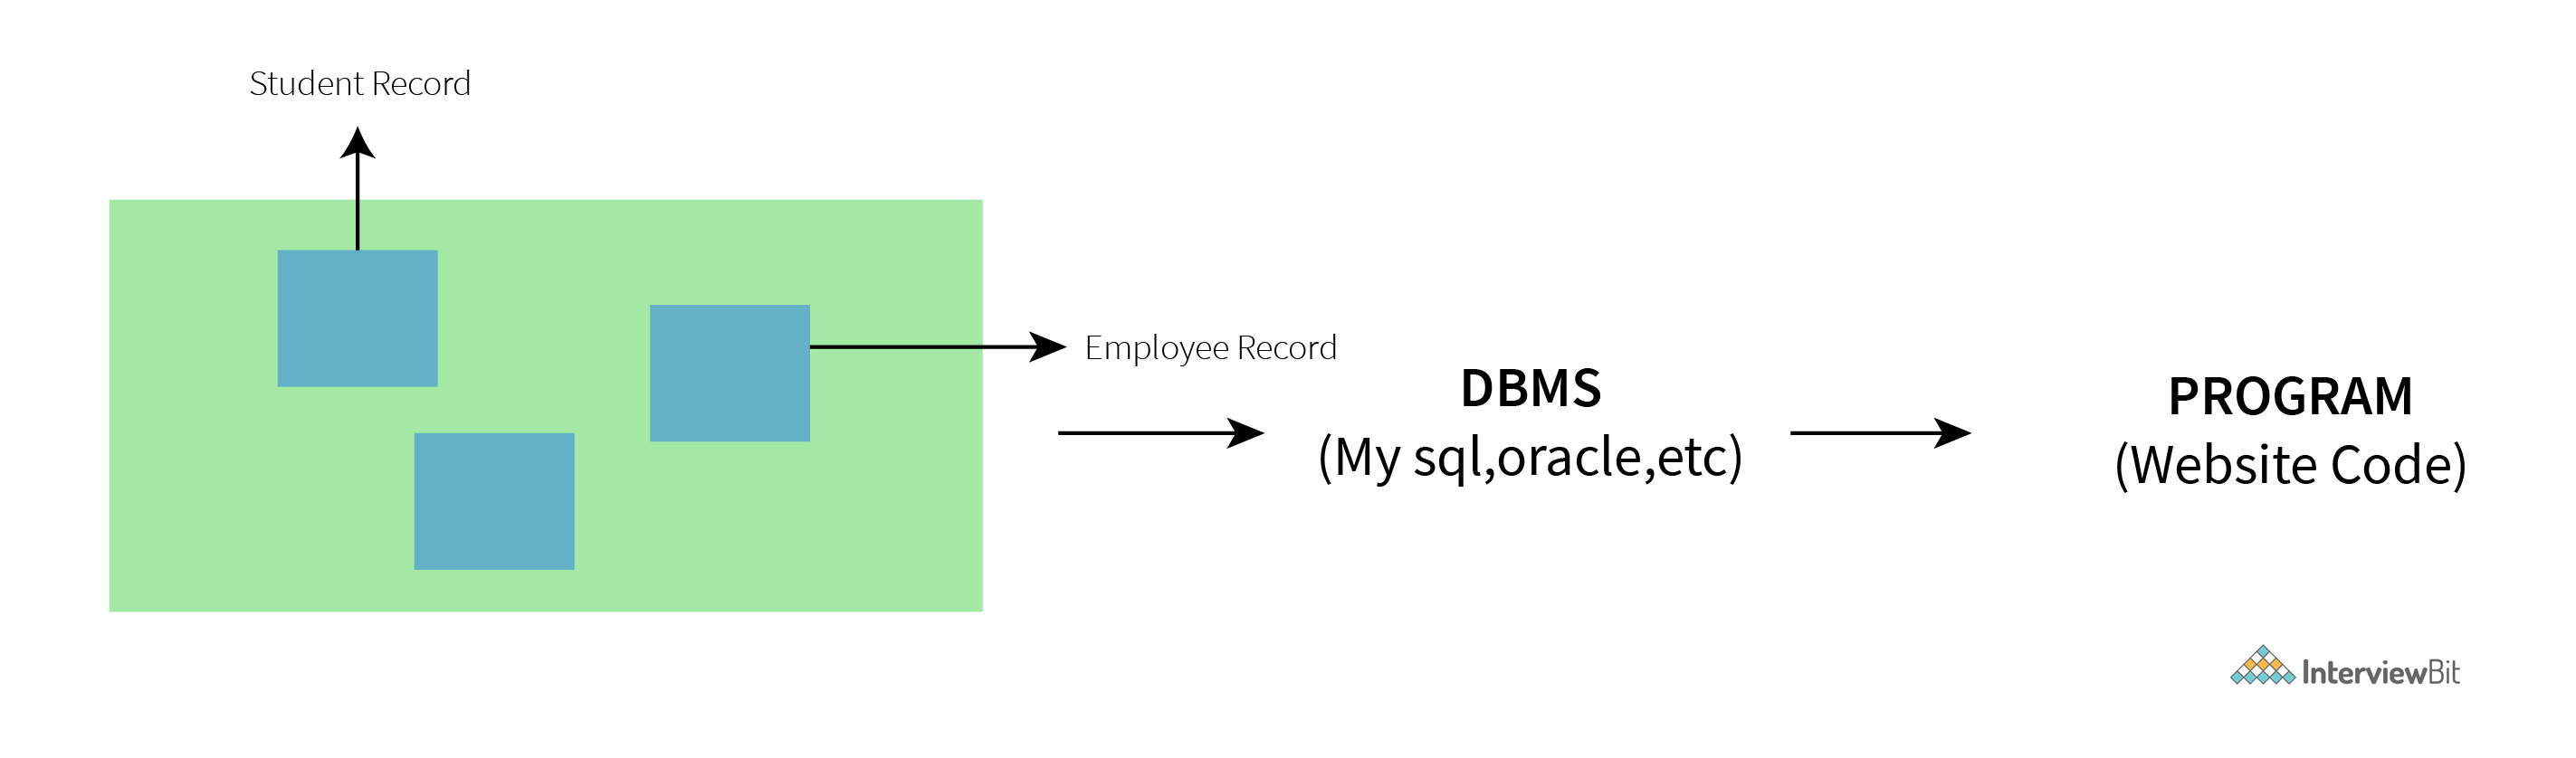 Student Record
Employee Record
DBMS
(My sql,oracle,etc)
PROGRAM
(Website Code)
InterviewBit